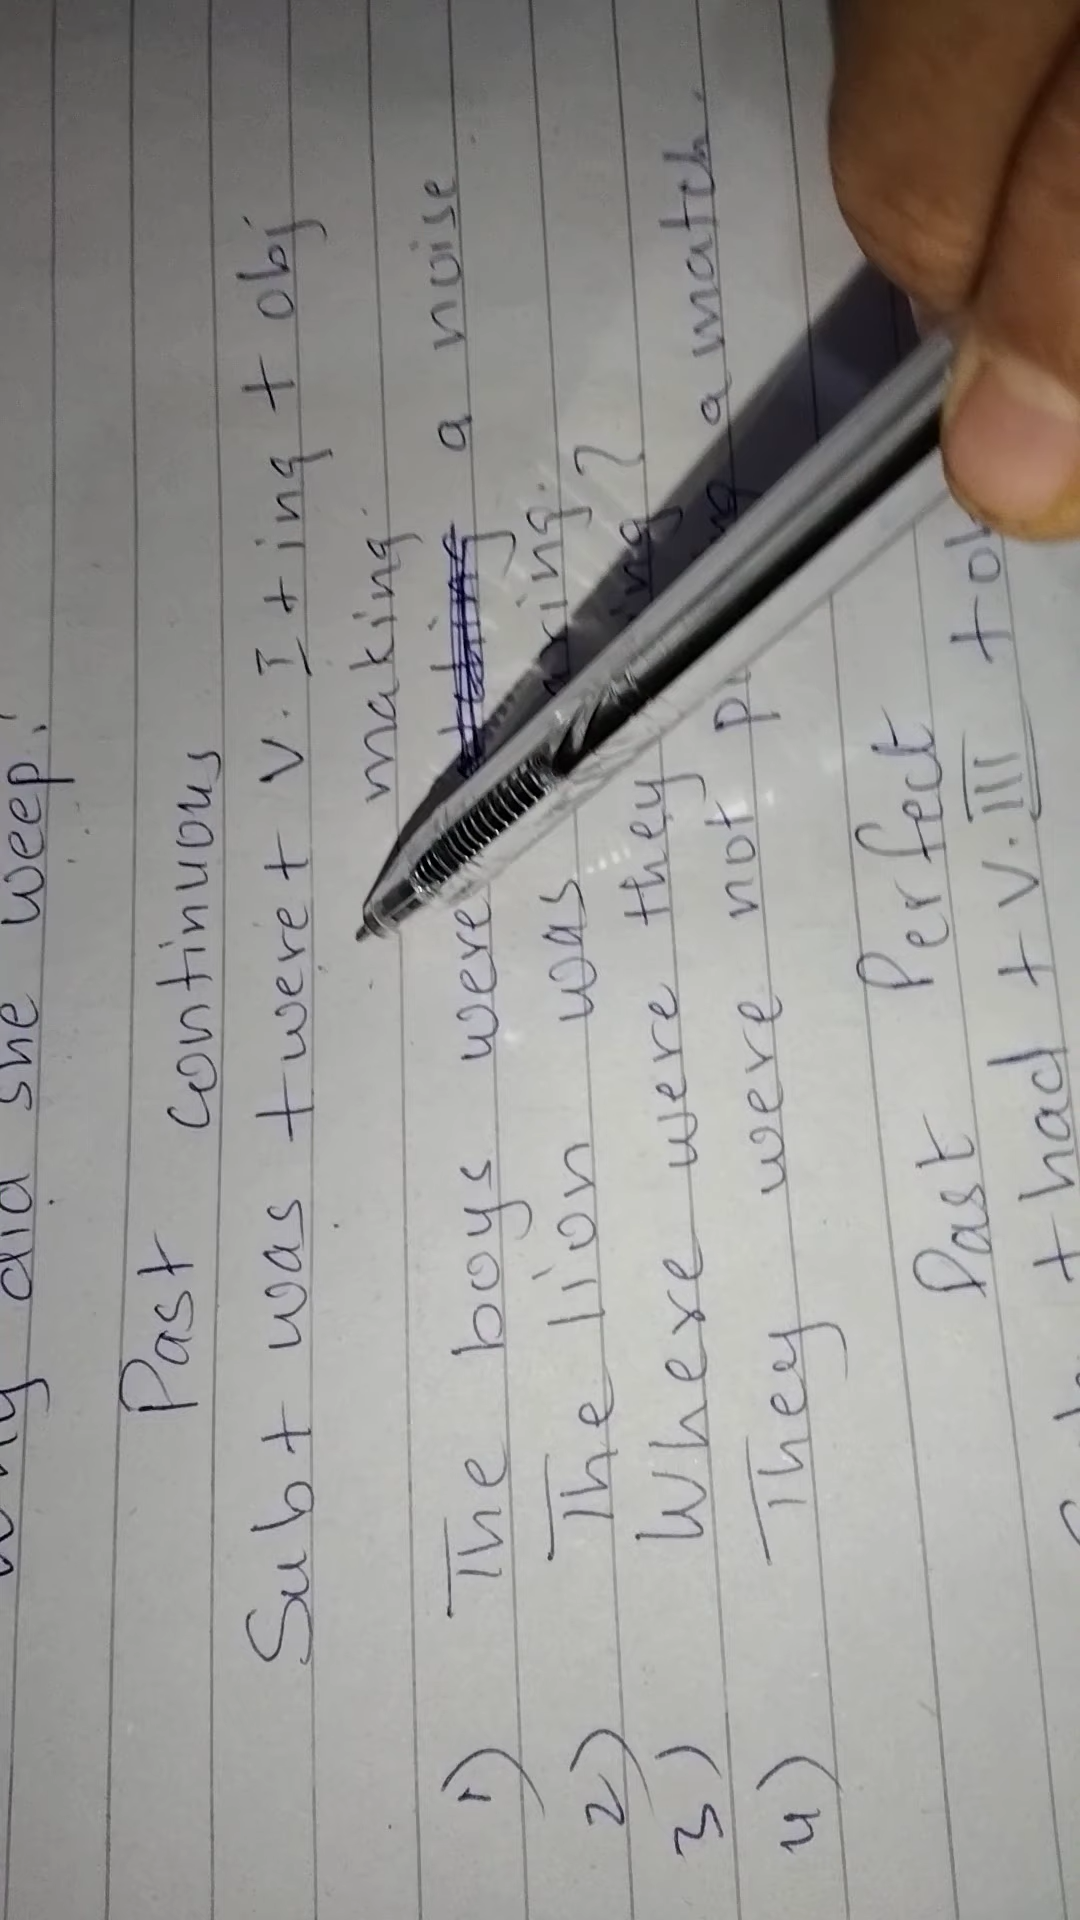 did she weep!
Past Continuous
Sub + was + were + V.I + ing + obj
making
1) The boys were a noise
2) The lion was
3) Where were they ?
4) They were not a match.
Past Perfect
+ had + V.III +